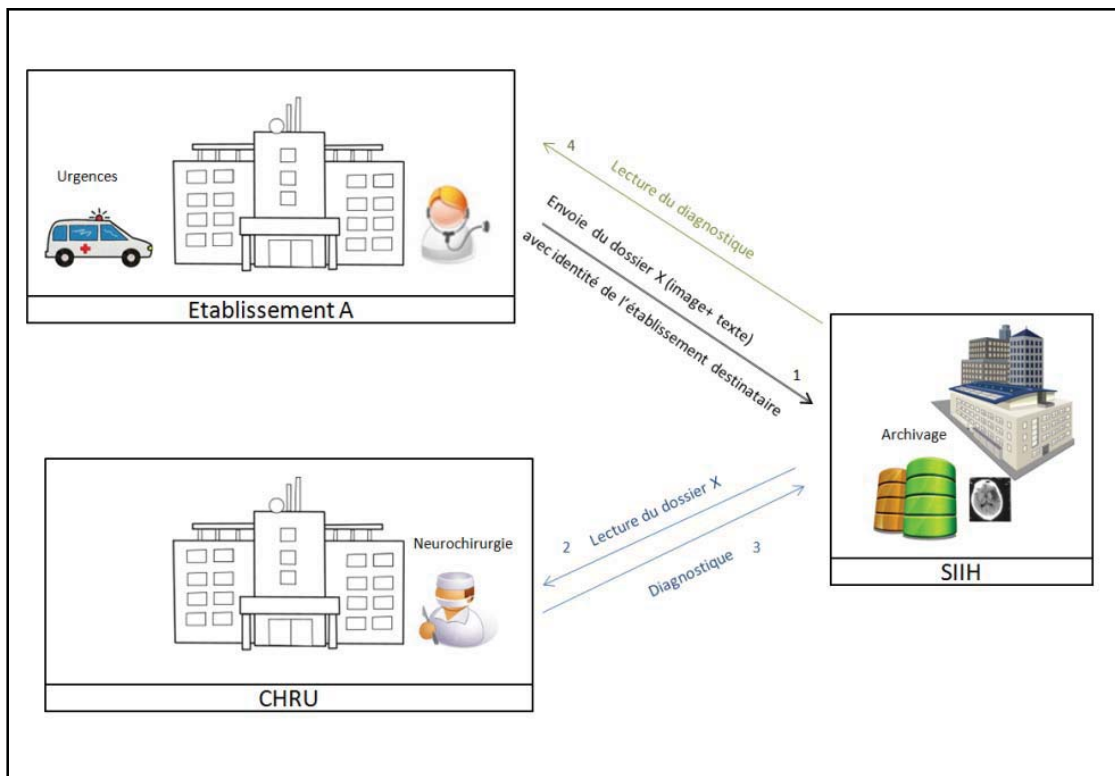 Urgences
Etablissement A
4
Lecture du diagnostique
Envoie du dossier X (image+ texte)
avec identité de l'établissement destinataire
1
Archivage
SIIH
Neurochirurgie
2
Lecture du dossier X
Diagnostique
3
CHRU